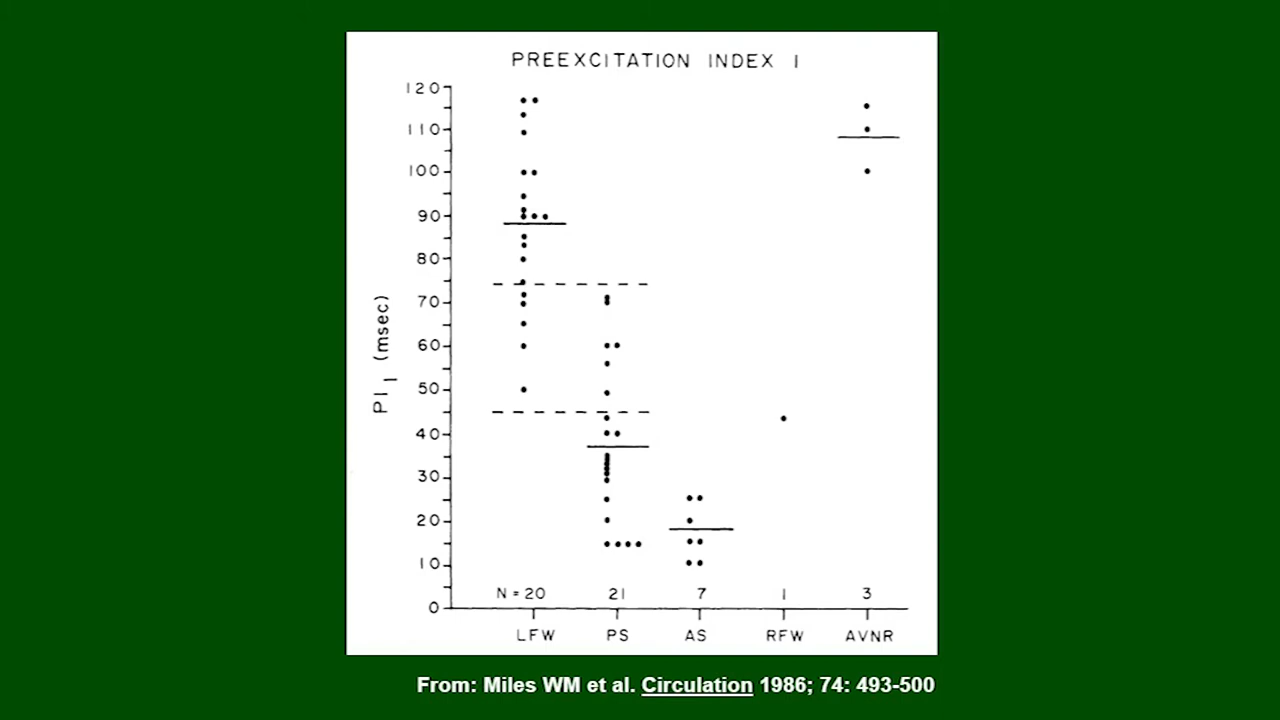 PREEXCITATION INDEX I
120
110
100
90
80
70
60
50
40
30
20
10
0
PI1 (msec)
N = 20 21 7 1 3
LFW PS AS RFW AVNR
From: Miles WM et al. Circulation 1986; 74: 493-500